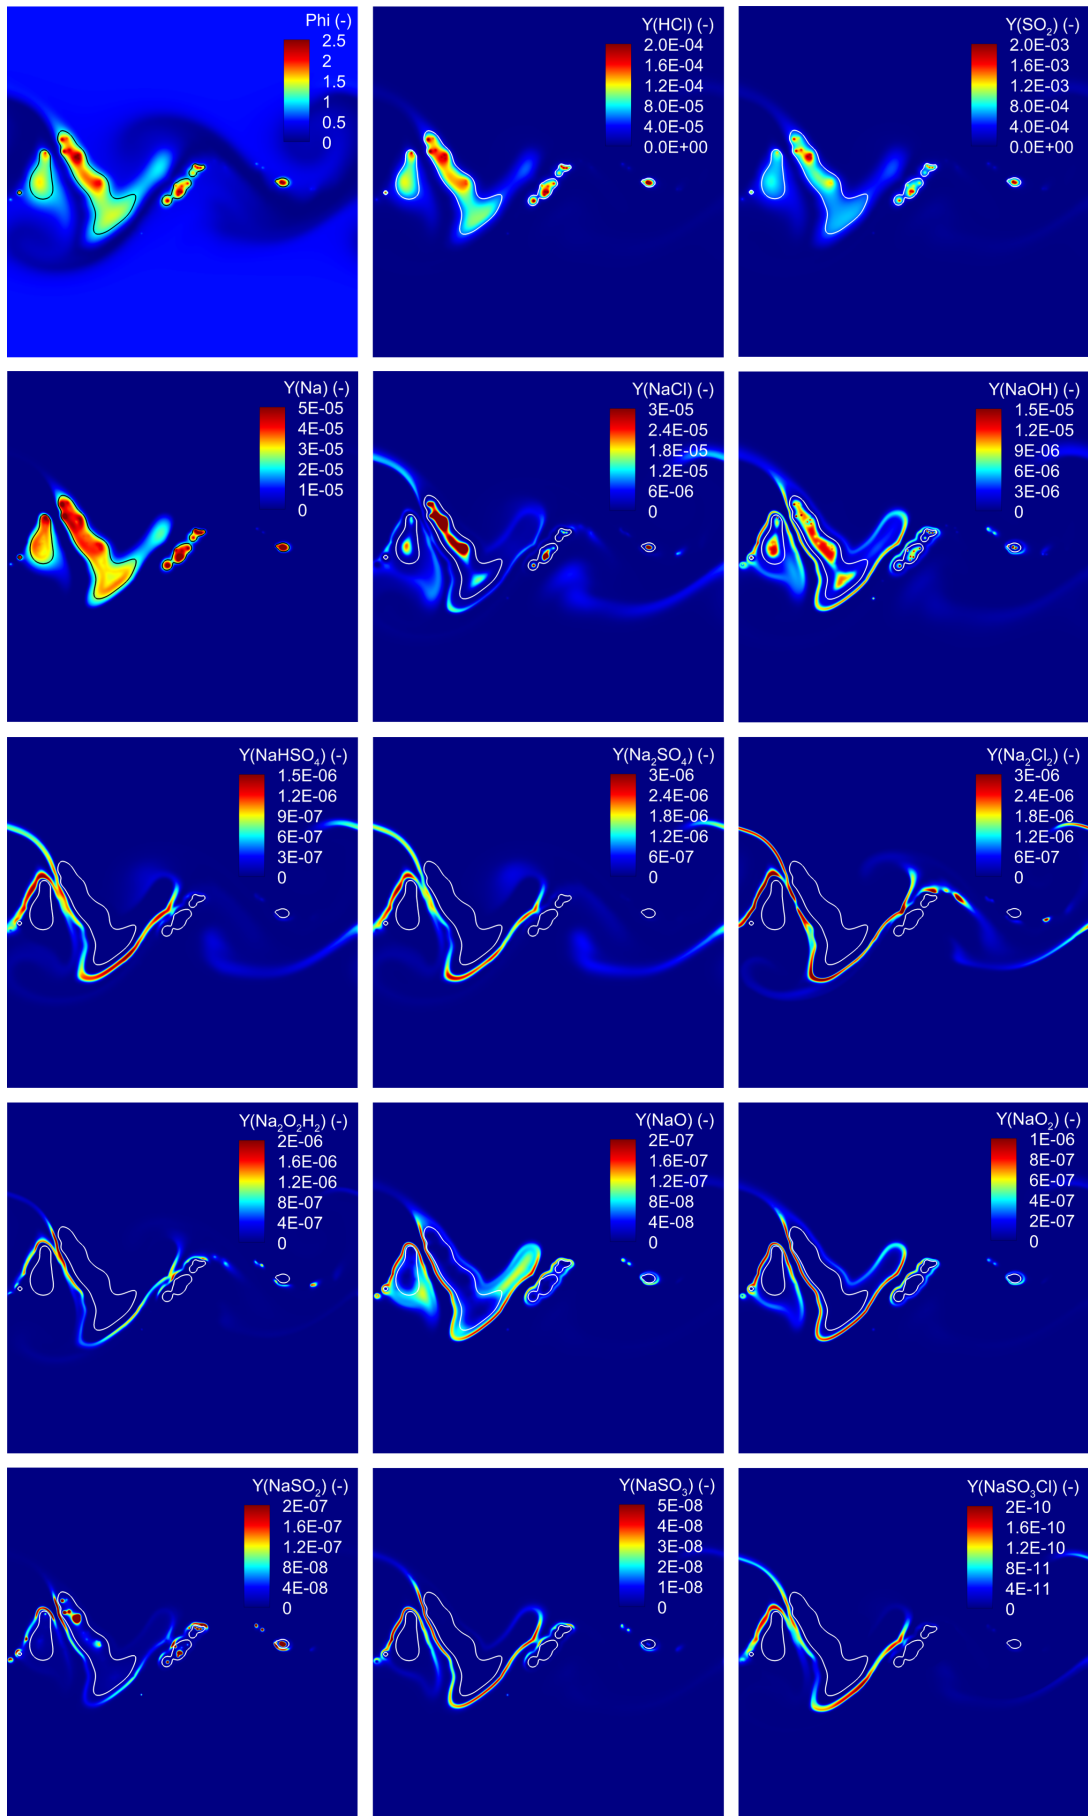 Phi (-)
2.5
2
1.5
1
0.5
0
Y(HCl) (-)
2.0E-04
1.6E-04
1.2E-04
8.0E-05
4.0E-05
0.0E+00
Y(SO₂) (-)
2.0E-03
1.6E-03
1.2E-03
8.0E-04
4.0E-04
0.0E+00
Y(Na) (-)
5E-05
4E-05
3E-05
2E-05
1E-05
0
Y(NaCl) (-)
3E-05
2.4E-05
1.8E-05
1.2E-05
6E-06
0
Y(NaOH) (-)
1.5E-05
1.2E-05
9E-06
6E-06
3E-06
0
Y(NaHSO₄) (-)
1.5E-06
1.2E-06
9E-07
6E-07
3E-07
0
Y(Na₂SO₄) (-)
3E-06
2.4E-06
1.8E-06
1.2E-06
6E-07
0
Y(Na₂Cl₂) (-)
3E-06
2.4E-06
1.8E-06
1.2E-06
6E-07
0
Y(Na₂O₂H₂) (-)
2E-06
1.6E-06
1.2E-06
8E-07
4E-07
0
Y(NaO) (-)
2E-07
1.6E-07
1.2E-07
8E-08
4E-08
0
Y(NaO₂) (-)
1E-06
8E-07
6E-07
4E-07
2E-07
0
Y(NaSO₂) (-)
2E-07
1.6E-07
1.2E-07
8E-08
4E-08
0
Y(NaSO₃) (-)
5E-08
4E-08
3E-08
2E-08
1E-08
0
Y(NaSO₃Cl) (-)
2E-10
1.6E-10
1.2E-10
8E-11
4E-11
0